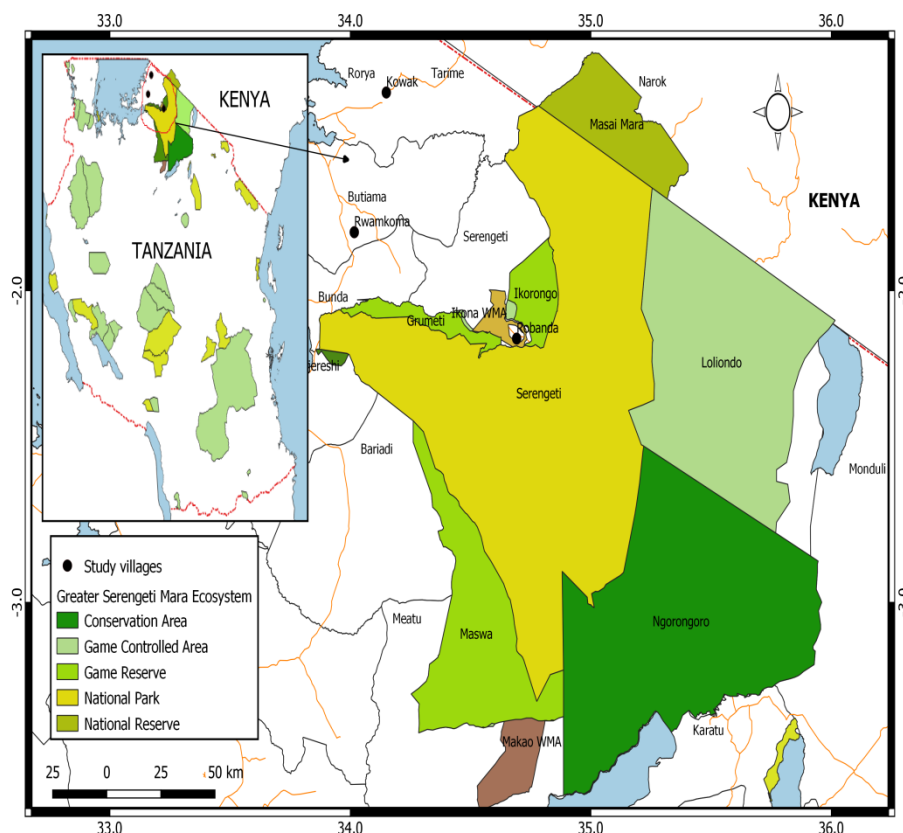 33.0 34.0 35.0 36.0
KENYA
TANZANIA
Rorya
Kowak
Tarime
Narok
Masai Mara
KENYA
Butiama
Rwamkoma
Serengeti
-2.0
Bunda
Grumeti
Ikona WMA
Ikorongo
Robanda
Serengeti
Loliondo
Bariadi
Monduli
Study villages
Greater Serengeti Mara Ecosystem
Conservation Area
Game Controlled Area
Game Reserve
National Park
National Reserve
-3.0
Meatu
Maswa
Ngorongoro
Makao WMA
Karatu
25 0 25 50 km
33.0 34.0 35.0 36.0